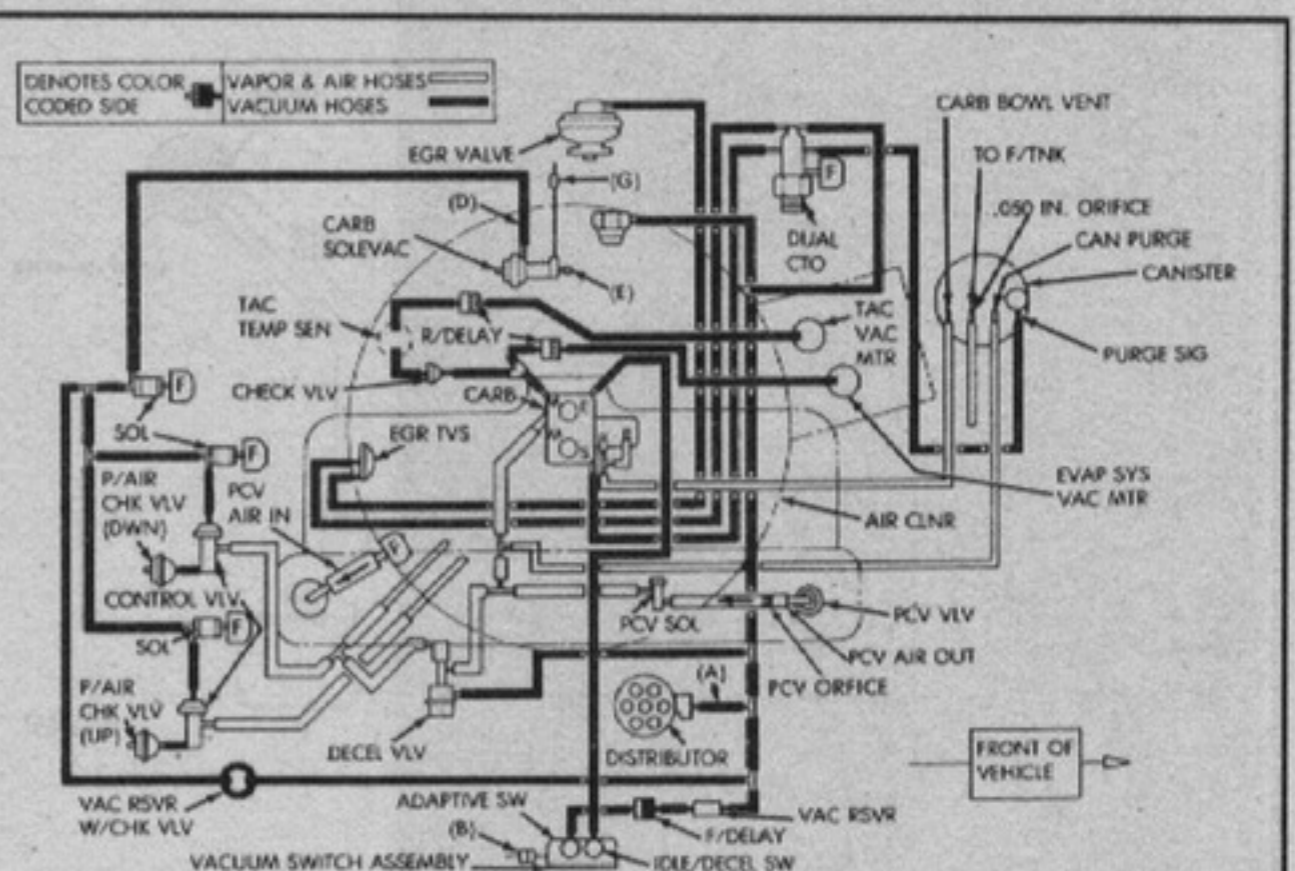 DENOTES COLOR
CODED SIDE
VAPOR & AIR HOSES
VACUUM HOSES
CARB BOWL VENT
EGR VALVE
(G)
F
TO F/TNK
(D)
.050 IN. ORIFICE
CARB
SOLEVAC
DUAL
CTO
CAN PURGE
CANISTER
(E)
TAC
TEMP SEN
R/DELAY
TAC
VAC
MTR
PURGE SIG
CHECK VLV
CARB
F
SOL
EGR TVS
F
P/AIR
CHK VLV
(DWN)
PCV
AIR IN
EVAP SYS
VAC MTR
AIR CLNR
F
CONTROL VLV
PCV SOL
PCV VLV
SOL
F
PCV AIR OUT
PCV ORFICE
(A)
P/AIR
CHK VLV
(UP)
DECEL VLV
DISTRIBUTOR
FRONT OF
VEHICLE
VAC RSVR
W/CHK VLV
ADAPTIVE SW
(B)
VAC RSVR
F/DELAY
VACUUM SWITCH ASSEMBLY
IDLE/DECEL SW